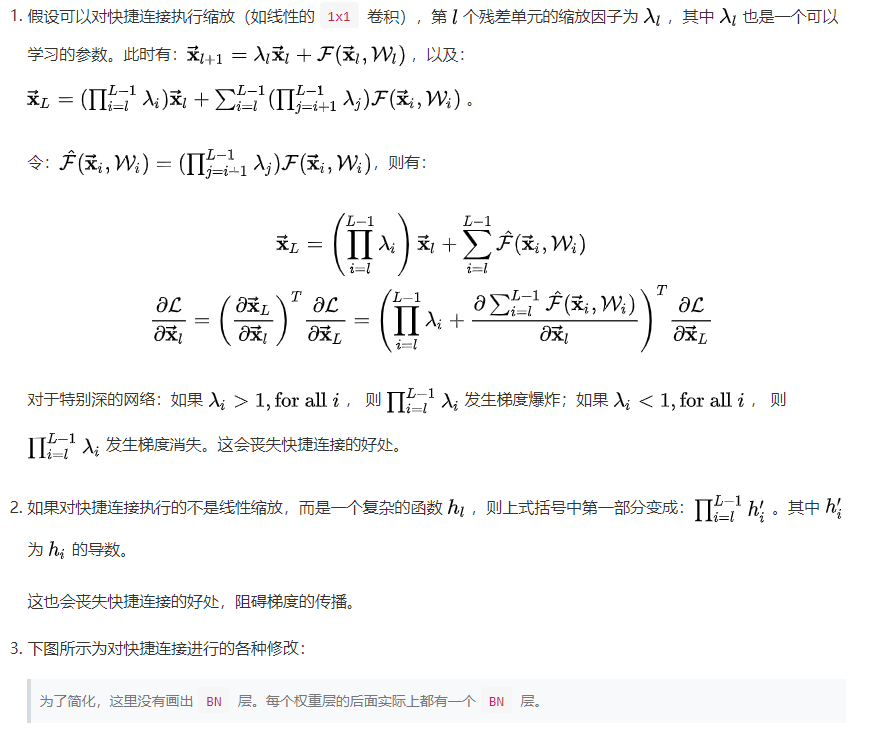 1. 假设可以对快捷连接执行缩放（如线性的 1x1 卷积），第 $l$ 个残差单元的缩放因子为 $\lambda_l$ ，其中 $\lambda_l$ 也是一个可以
学习的参数。此时有：$\vec{\mathbf{x}}_{l+1} = \lambda_l \vec{\mathbf{x}}_l + \mathcal{F}(\vec{\mathbf{x}}_l, \mathcal{W}_l)$ ，以及：
$\vec{\mathbf{x}}_L = (\prod_{i=l}^{L-1} \lambda_i)\vec{\mathbf{x}}_l + \sum_{i=l}^{L-1} (\prod_{j=i+1}^{L-1} \lambda_j)\mathcal{F}(\vec{\mathbf{x}}_i, \mathcal{W}_i)$ 。
令：$\hat{\mathcal{F}}(\vec{\mathbf{x}}_i, \mathcal{W}_i) = (\prod_{j=i+1}^{L-1} \lambda_j)\mathcal{F}(\vec{\mathbf{x}}_i, \mathcal{W}_i)$，则有：
$\vec{\mathbf{x}}_L = \left(\prod_{i=l}^{L-1} \lambda_i\right) \vec{\mathbf{x}}_l + \sum_{i=l}^{L-1} \hat{\mathcal{F}}(\vec{\mathbf{x}}_i, \mathcal{W}_i)$
$\frac{\partial \mathcal{L}}{\partial \vec{\mathbf{x}}_l} = \left(\frac{\partial \vec{\mathbf{x}}_L}{\partial \vec{\mathbf{x}}_l}\right)^T \frac{\partial \mathcal{L}}{\partial \vec{\mathbf{x}}_L} = \left(\prod_{i=l}^{L-1} \lambda_i + \frac{\partial \sum_{i=l}^{L-1} \hat{\mathcal{F}}(\vec{\mathbf{x}}_i, \mathcal{W}_i)}{\partial \vec{\mathbf{x}}_l}\right)^T \frac{\partial \mathcal{L}}{\partial \vec{\mathbf{x}}_L}$
对于特别深的网络：如果 $\lambda_i > 1, \text{for all } i$ ， 则 $\prod_{i=l}^{L-1} \lambda_i$ 发生梯度爆炸；如果 $\lambda_i < 1, \text{for all } i$ ， 则
$\prod_{i=l}^{L-1} \lambda_i$ 发生梯度消失。这会丧失快捷连接的好处。
2. 如果对快捷连接执行的不是线性缩放，而是一个复杂的函数 $h_l$ ，则上式括号中第一部分变成：$\prod_{i=l}^{L-1} h_i'$ 。其中 $h_i'$
为 $h_i$ 的导数。
这也会丧失快捷连接的好处，阻碍梯度的传播。
3. 下图所示为对快捷连接进行的各种修改：
为了简化，这里没有画出 BN 层。每个权重层的后面实际上都有一个 BN 层。